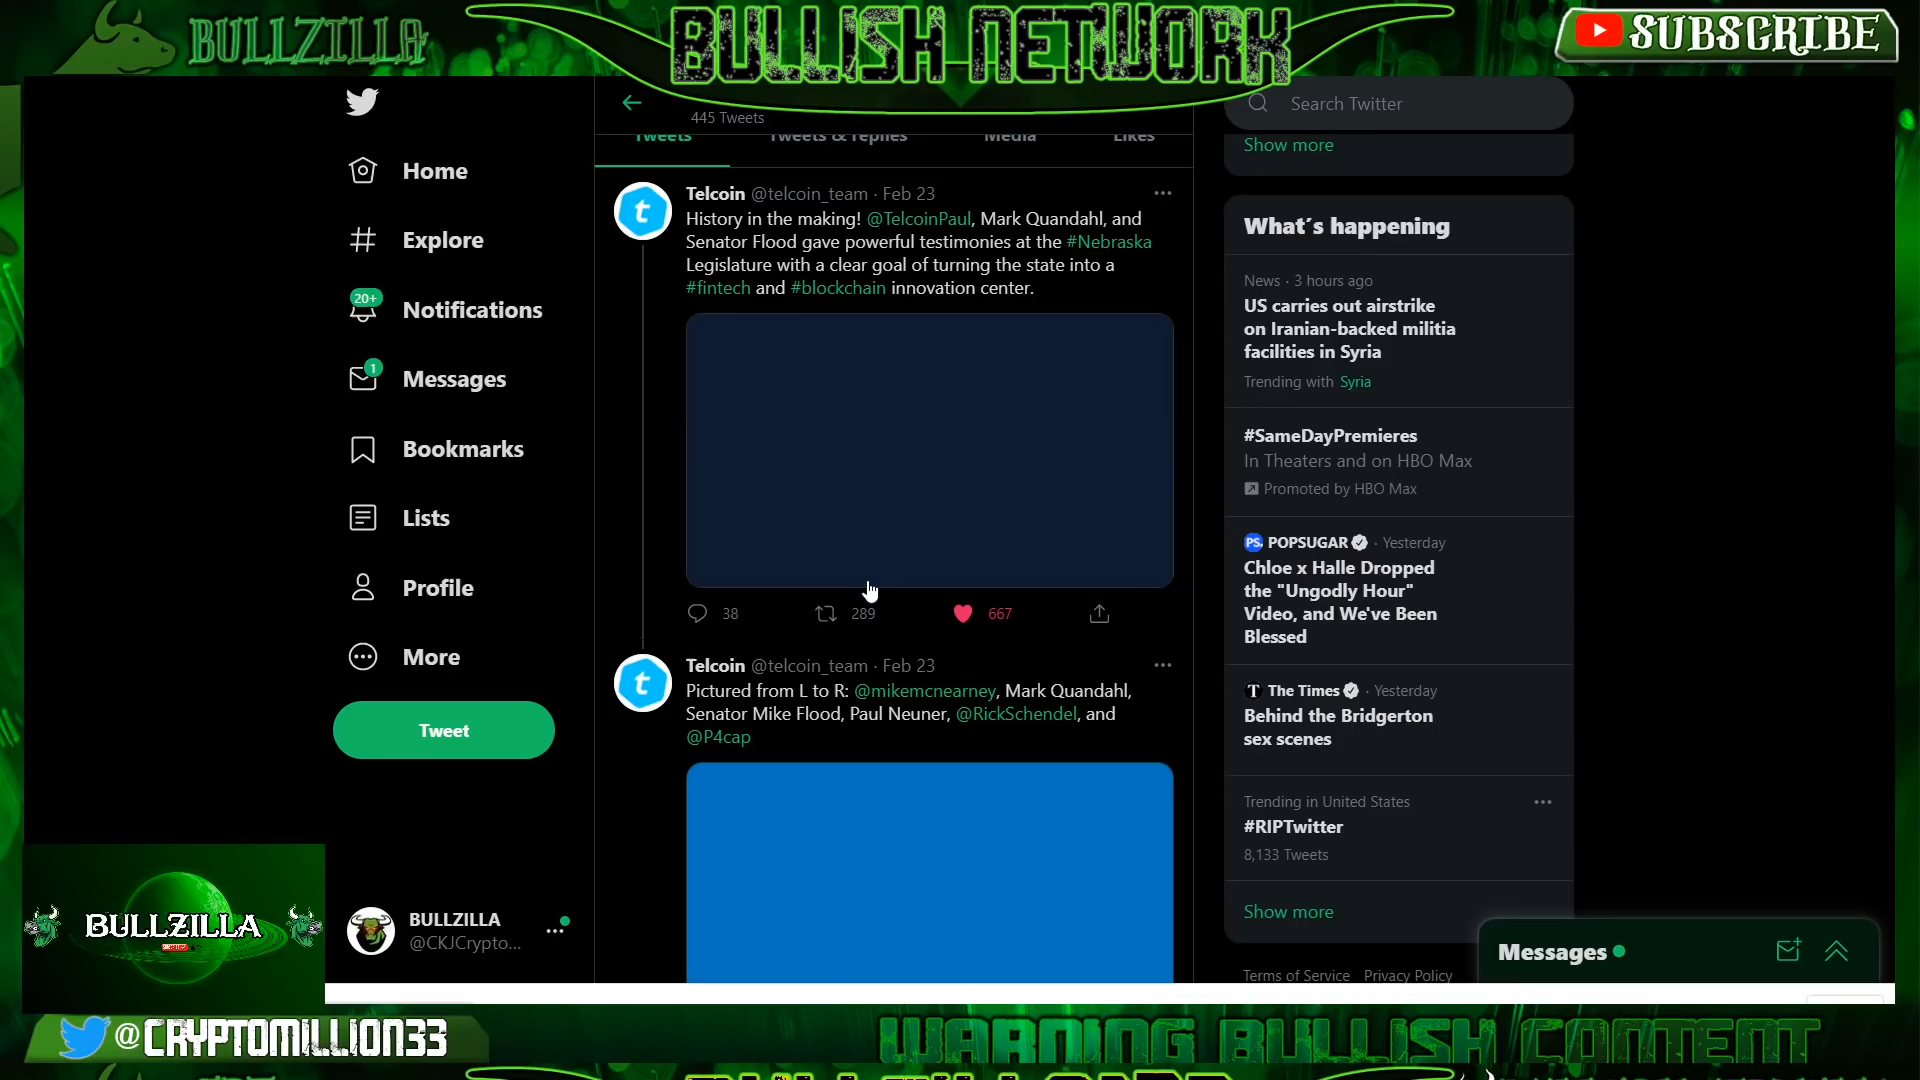 BULLZILLA
BULLISH NETWORK
SUBSCRIBE
445 Tweets
Search Twitter
Tweets
Tweets & replies
Media
Likes
Show more
Home
Explore
20+
Notifications
1
Messages
Bookmarks
Lists
Profile
More
Tweet
BULLZILLA
@CKJCrypto...
Telcoin @telcoin_team · Feb 23
History in the making! @TelcoinPaul, Mark Quandahl, and
Senator Flood gave powerful testimonies at the #Nebraska
Legislature with a clear goal of turning the state into a
#fintech and #blockchain innovation center.
38
289
667
Telcoin @telcoin_team · Feb 23
Pictured from L to R: @mikemcnearney, Mark Quandahl,
Senator Mike Flood, Paul Neuner, @RickSchendel, and
@P4cap
What's happening
News · 3 hours ago
US carries out airstrike
on Iranian-backed militia
facilities in Syria
Trending with Syria
#SameDayPremieres
In Theaters and on HBO Max
Promoted by HBO Max
POPSUGAR · Yesterday
Chloe x Halle Dropped
the "Ungodly Hour"
Video, and We've Been
Blessed
The Times · Yesterday
Behind the Bridgerton
sex scenes
Trending in United States
#RIPTwitter
8,133 Tweets
Show more
Terms of Service Privacy Policy
Messages
BULLZILLA
@CRYPTOMILLION33
WARNING BULLISH CONTENT